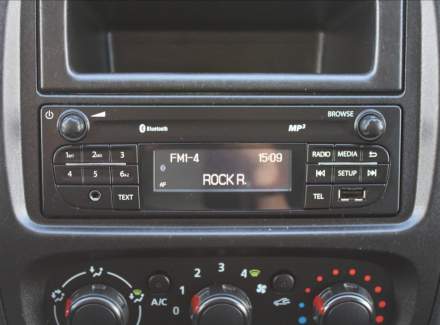 Bluetooth
MP3
BROWSE
FM1-4 15:09
AF
ROCK R.
1 2 3
4 5 6
TEXT
RADIO MEDIA
SETUP
TEL
A/C
0 1 2 3 4